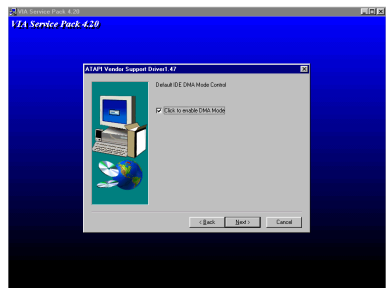 VIA Service Pack 4.20
VIA Service Pack 4.20
ATAPI Vendor Support Driver1.47
Default IDE DMA Mode Control
Click to enable DMA Mode
< Back
Next >
Cancel